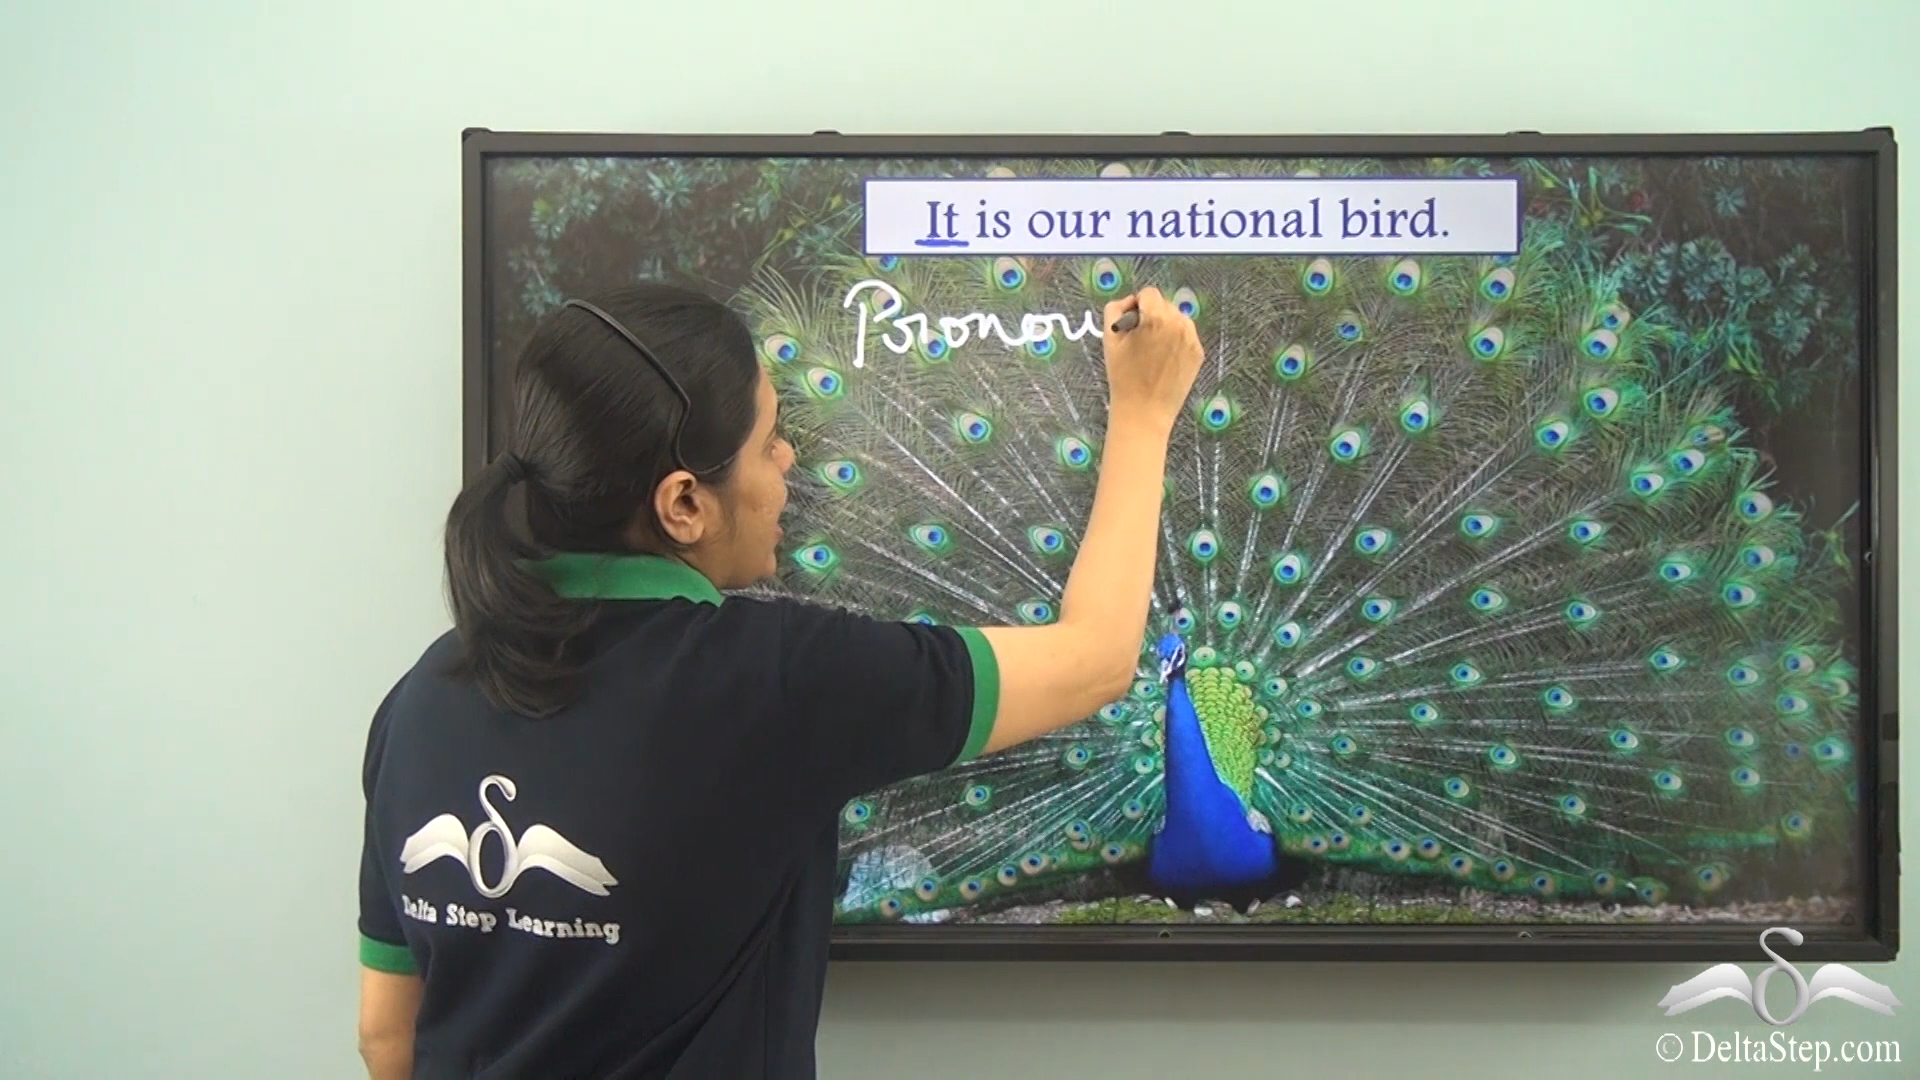 It is our national bird.
Pronou
Delta Step Learning
© DeltaStep.com